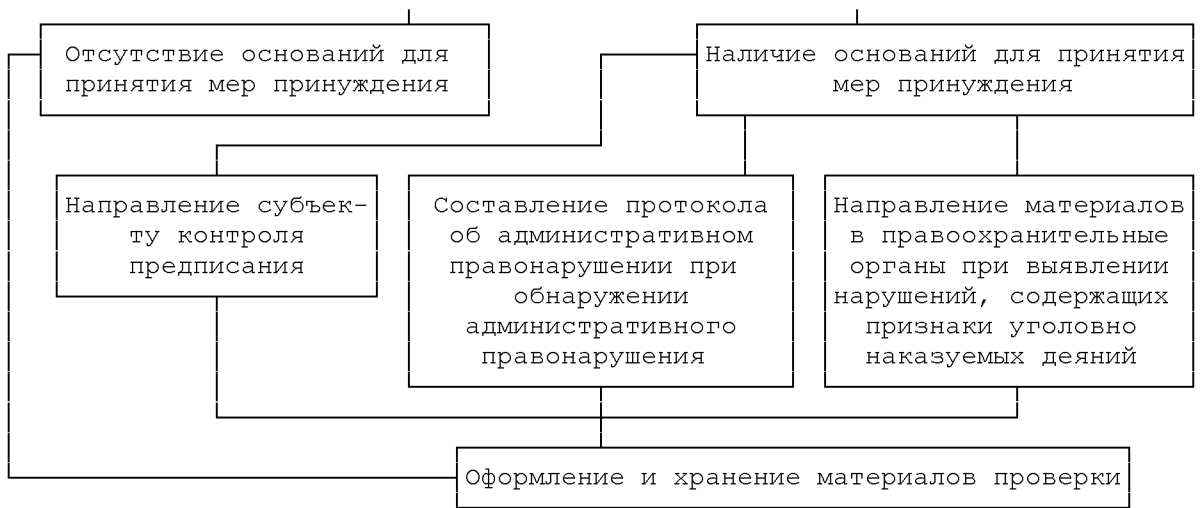 Отсутствие оснований для
принятия мер принуждения
Наличие оснований для принятия
мер принуждения
Направление субъек-
ту контроля
предписания
Составление протокола
об административном
правонарушении при
обнаружении
административного
правонарушения
Направление материалов
в правоохранительные
органы при выявлении
нарушений, содержащих
признаки уголовно
наказуемых деяний
Оформление и хранение материалов проверки